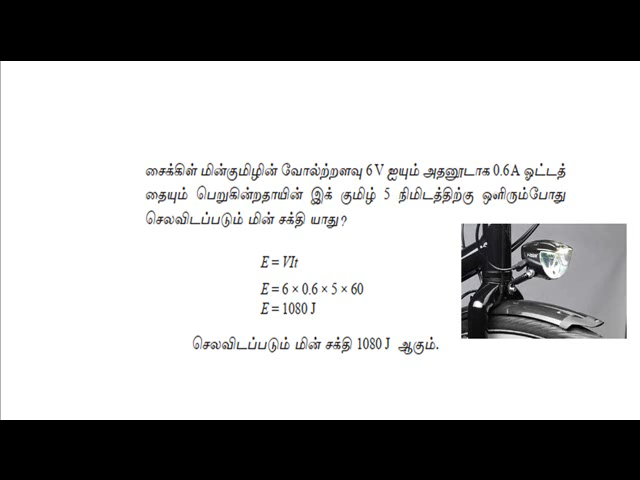 சைக்கிள் மின்குமிழின் வோல்ற்றளவு 6V ஐயும் அதனூடாக 0.6A ஓட்டத்
தையும் பெறுகின்றதாயின் இக் குமிழ் 5 நிமிடத்திற்கு ஒளிரும்போது
செலவிடப்படும் மின் சக்தி யாது?
E = VIt
E = 6 × 0.6 × 5 × 60
E = 1080 J
செலவிடப்படும் மின் சக்தி 1080 J ஆகும்.